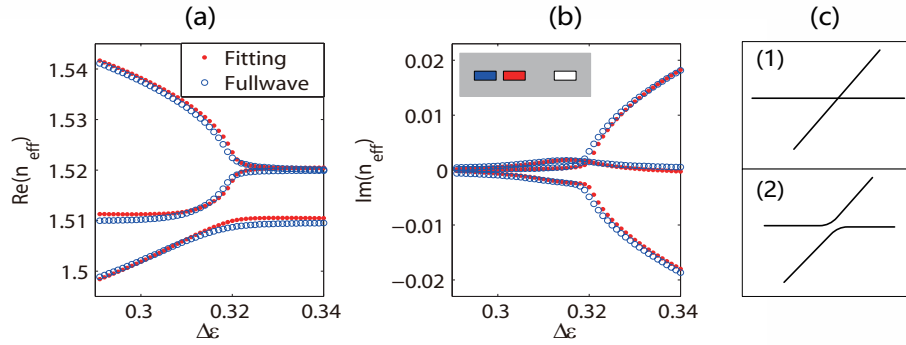 (a)
Re(n_eff)
1.54
1.53
1.52
1.51
1.5
0.3
0.32
0.34
Δε
Fitting
Fullwave
(b)
Im(n_eff)
0.02
0.01
0
−0.01
−0.02
0.3
0.32
0.34
Δε
(c)
(1)
(2)